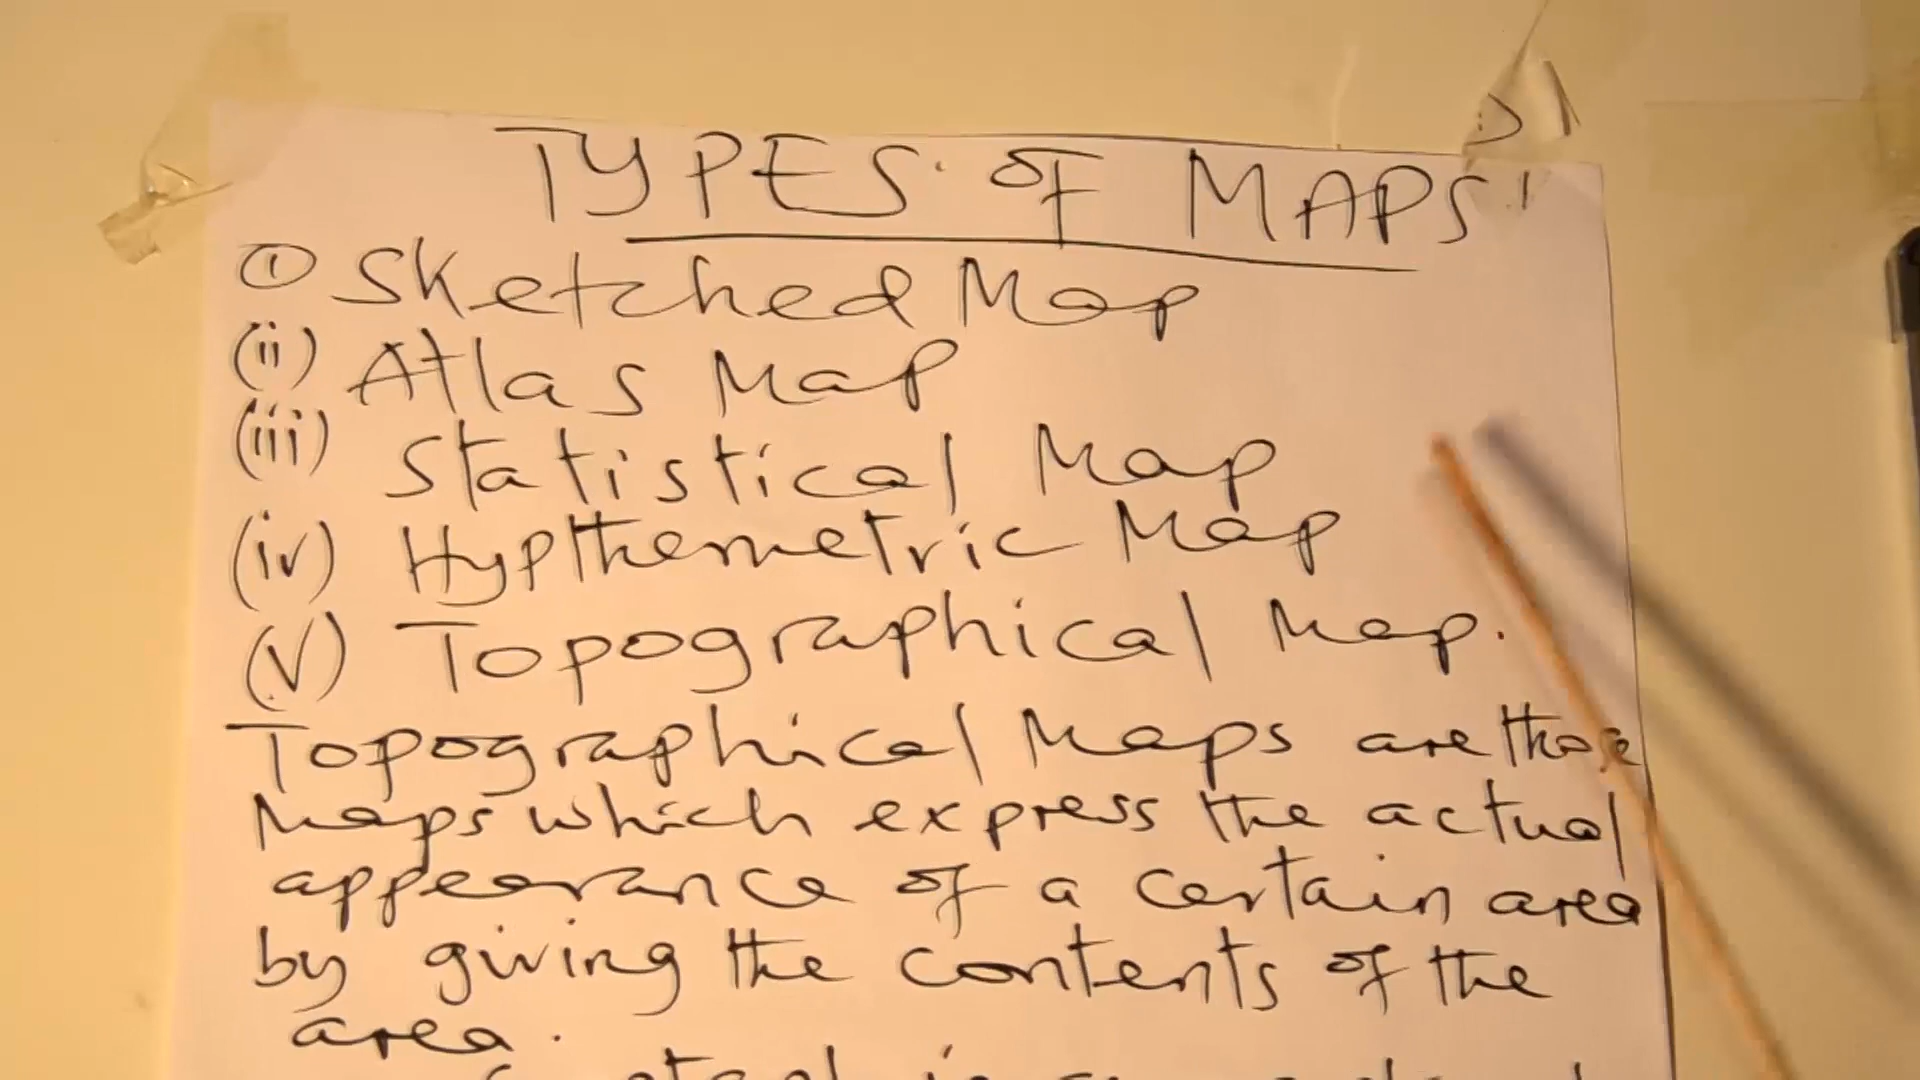 TYPES OF MAPS
(i) Sketched Map
(ii) Atlas Map
(iii) Statistical Map
(iv) Hypthemetric Map
(V) Topographical Map.
Topographical Maps are those
Maps which express the actual
appearance of a certain area
by giving the contents of the
area.